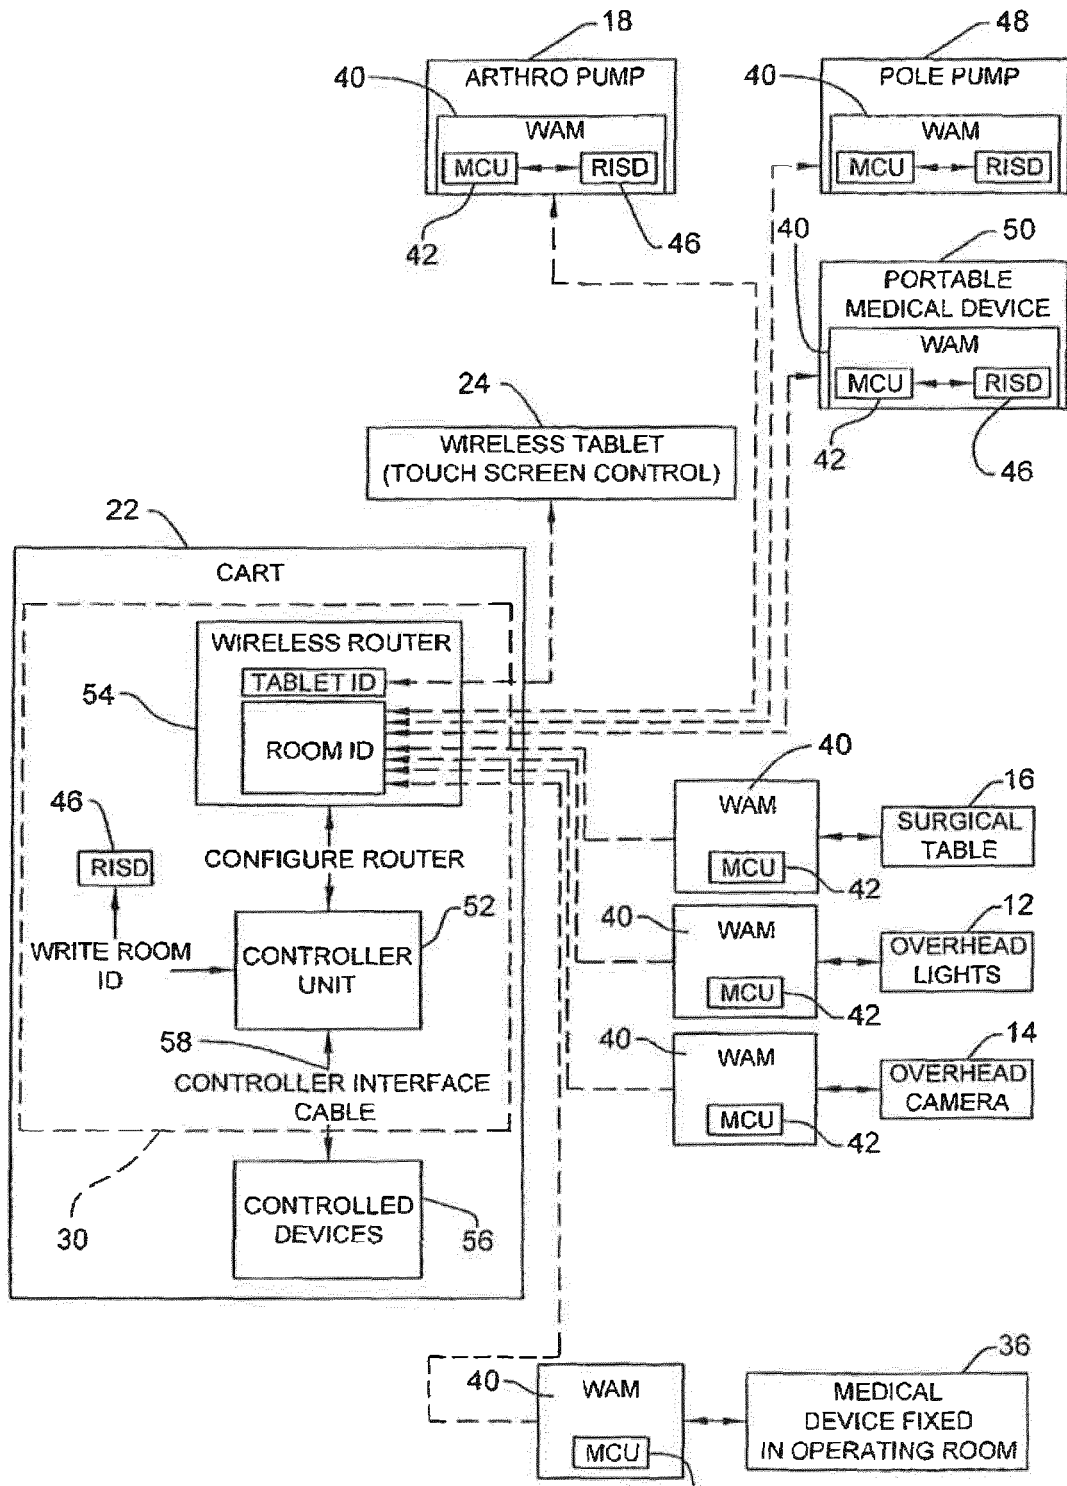 18
48
40
ARTHRO PUMP
40
POLE PUMP
WAM
WAM
MCU
RISD
MCU
RISD
42
46
40
50
PORTABLE
MEDICAL DEVICE
40
WAM
MCU
RISD
24
42
46
WIRELESS TABLET
(TOUCH SCREEN CONTROL)
22
CART
WIRELESS ROUTER
TABLET ID
54
ROOM ID
40
WAM
16
SURGICAL
TABLE
46
RISD
CONFIGURE ROUTER
MCU
42
52
40
12
WAM
OVERHEAD
LIGHTS
WRITE ROOM
ID
CONTROLLER
UNIT
MCU
42
58
40
14
WAM
CONTROLLER INTERFACE
CABLE
OVERHEAD
CAMERA
MCU
42
30
CONTROLLED
DEVICES
56
36
40
WAM
MEDICAL
DEVICE FIXED
IN OPERATING ROOM
MCU